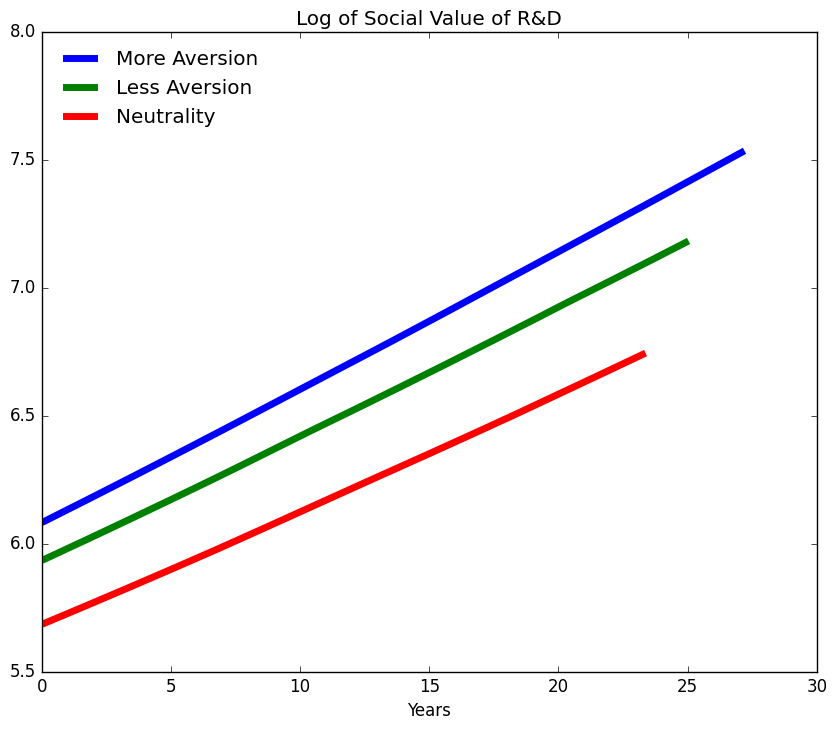 Log of Social Value of R&D
8.0
7.5
7.0
6.5
6.0
5.5
More Aversion
Less Aversion
Neutrality
0 5 10 15 20 25 30
Years